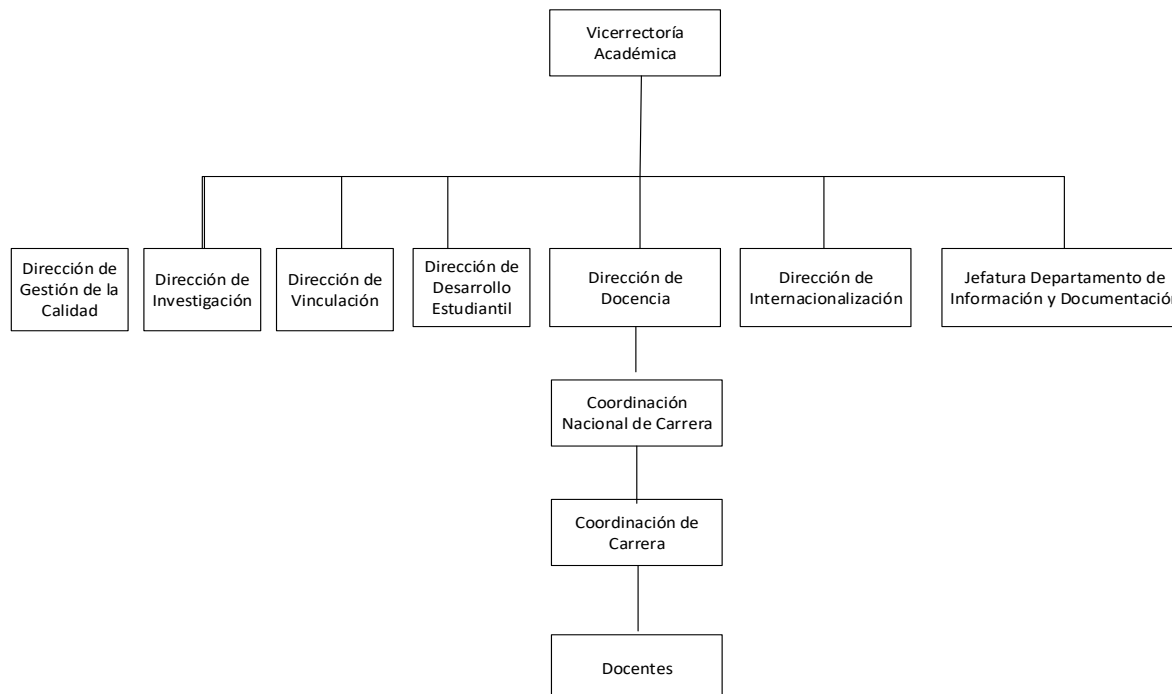 Vicerrectoría
Académica
Dirección de
Gestión de la
Calidad
Dirección de
Investigación
Dirección de
Vinculación
Dirección de
Desarrollo
Estudiantil
Dirección de
Docencia
Dirección de
Internacionalización
Jefatura Departamento de
Información y Documentación
Coordinación
Nacional de Carrera
Coordinación de
Carrera
Docentes